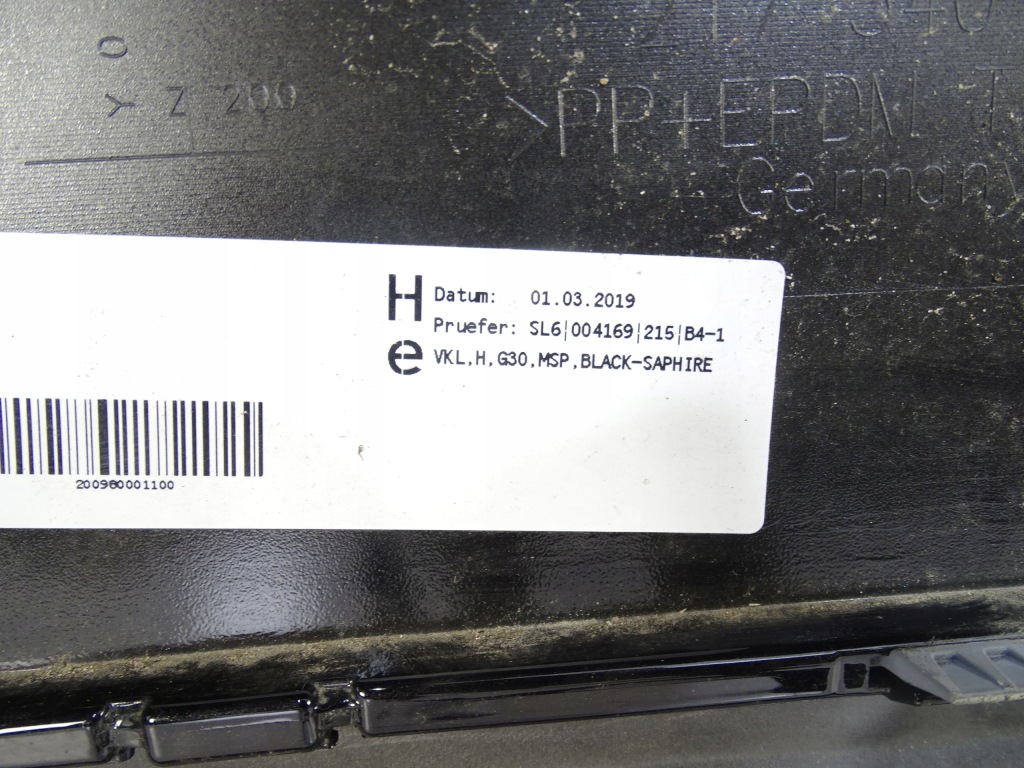 Y 0
Z 200
>PP+EPDM T
Germany
H
Datum: 01.03.2019
Pruefer: SL6|004169|215|B4-1
e
VKL,H,G30,MSP,BLACK-SAPHIRE
200980001100